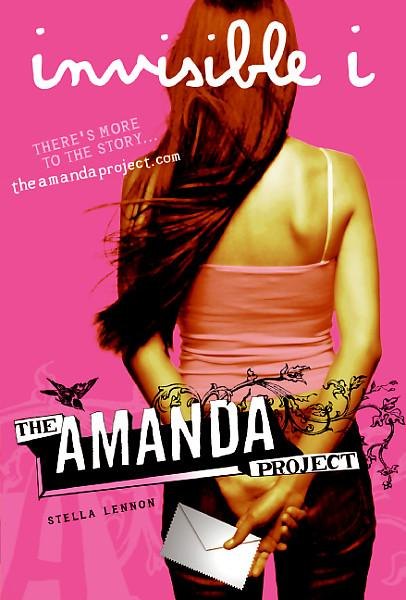 invisible i
THERE'S MORE
TO THE STORY...
theamandaproject.com
THE
AMANDA
PROJECT
STELLA LENNON